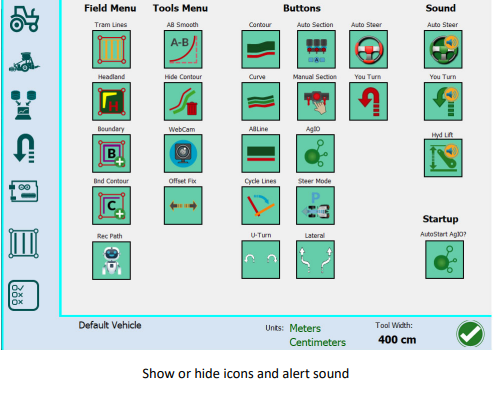 Field Menu Tools Menu Buttons Sound
Tram Lines AB Smooth Contour Auto Section Auto Steer Auto Steer
A-B
Headland Hide Contour Curve Manual Section You Turn You Turn
H
Boundary WebCam ABLine AgIO Hyd Lift
B
Bnd Contour Offset Fix Cycle Lines Steer Mode
C
P
Startup
Rec Path U-Turn Lateral AutoStart AgIO?
Default Vehicle Units: Meters Tool Width:
Centimeters 400 cm
Show or hide icons and alert sound